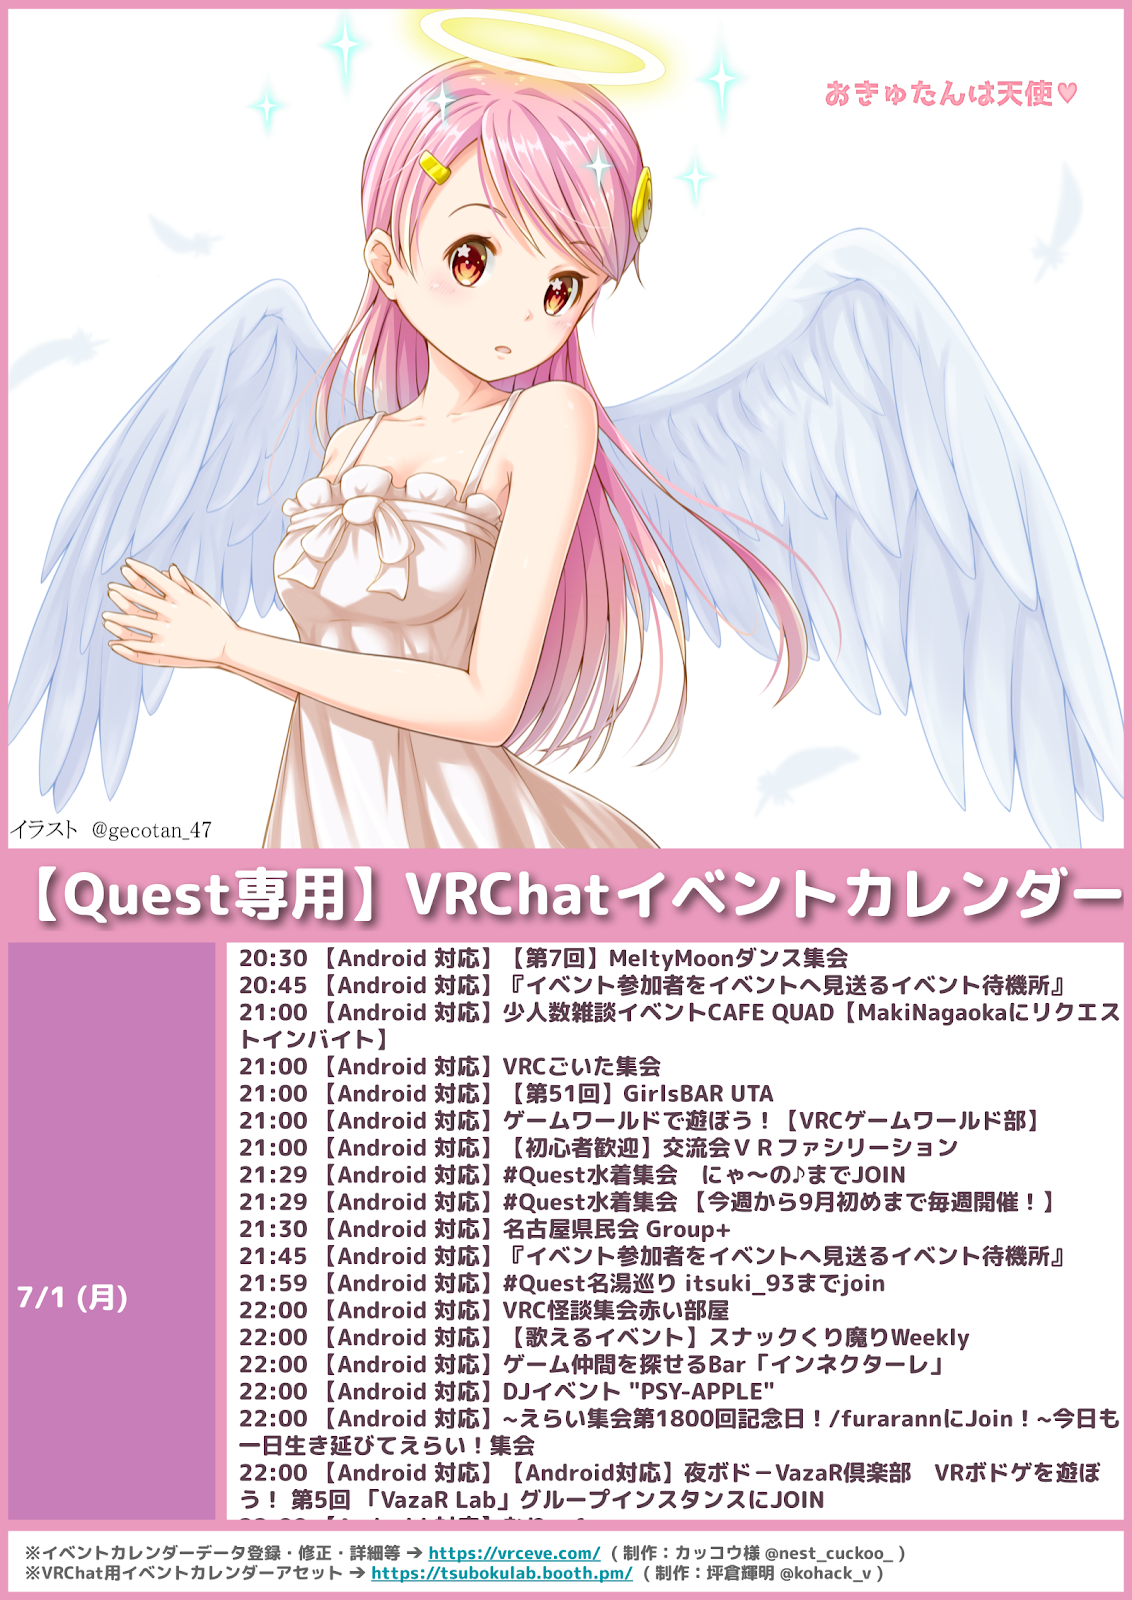 おきゅたんは天使♥
イラスト @gecotan_47
【Quest専用】VRChatイベントカレンダー
7/1 (月)
20:30 【Android 対応】【第7回】MeltyMoonダンス集会
20:45 【Android 対応】『イベント参加者をイベントへ見送るイベント待機所』
21:00 【Android 対応】少人数雑談イベントCAFE QUAD【MakiNagaokaにリクエス
トインバイト】
21:00 【Android 対応】VRCごいた集会
21:00 【Android 対応】【第51回】GirlsBAR UTA
21:00 【Android 対応】ゲームワールドで遊ぼう！【VRCゲームワールド部】
21:00 【Android 対応】【初心者歓迎】交流会ＶＲファシリーション
21:29 【Android 対応】#Quest水着集会　にゃ～の♪までJOIN
21:29 【Android 対応】#Quest水着集会 【今週から9月初めまで毎週開催！】
21:30 【Android 対応】名古屋県民会 Group+
21:45 【Android 対応】『イベント参加者をイベントへ見送るイベント待機所』
21:59 【Android 対応】#Quest名湯巡り itsuki_93までjoin
22:00 【Android 対応】VRC怪談集会赤い部屋
22:00 【Android 対応】【歌えるイベント】スナックくり魔りWeekly
22:00 【Android 対応】ゲーム仲間を探せるBar「インネクターレ」
22:00 【Android 対応】DJイベント "PSY-APPLE"
22:00 【Android 対応】~えらい集会第1800回記念日！/furarannにJoin！~今日も
一日生き延びてえらい！集会
22:00 【Android 対応】【Android対応】夜ボド－VazaR倶楽部　VRボドゲを遊ぼ
う！ 第5回 「VazaR Lab」グループインスタンスにJOIN
※イベントカレンダーデータ登録・修正・詳細等 → https://vrceve.com/ ( 制作：カッコウ様 @nest_cuckoo_ )
※VRChat用イベントカレンダーアセット → https://tsubokulab.booth.pm/ ( 制作：坪倉輝明 @kohack_v )